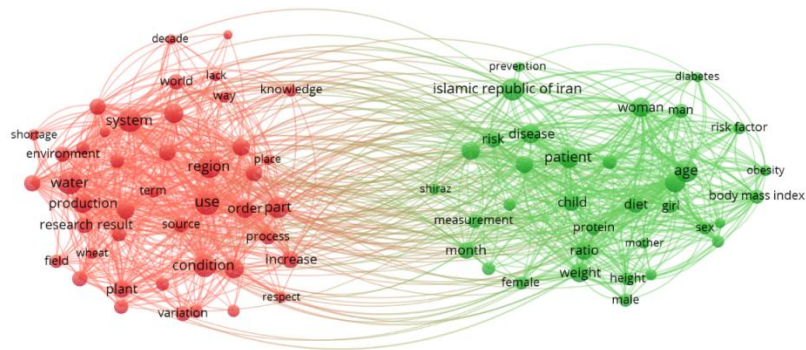 decade
world
lack
way
knowledge
system
shortage
environment
region
place
water
term
production
use
order
part
research result
source
process
wheat
field
condition
increase
plant
respect
variation
prevention
diabetes
islamic republic of iran
woman
man
risk
disease
risk factor
patient
age
obesity
shiraz
body mass index
child
diet
girl
measurement
protein
sex
month
ratio
mother
female
weight
height
male